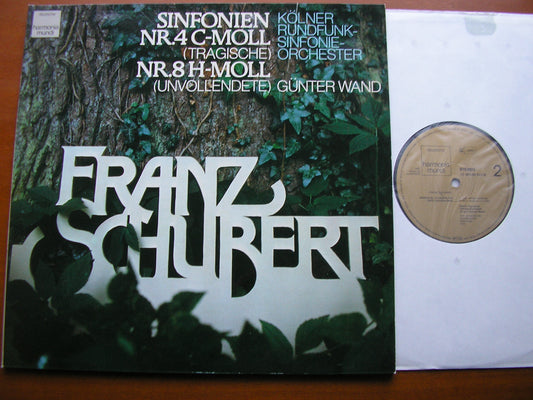 harmonia
mundi
SINFONIEN
NR.4 C-MOLL
(TRAGISCHE)
NR.8 H-MOLL
(UNVOLLENDETE)
KÖLNER
RUNDFUNK-
SINFONIE-
ORCHESTER
GÜNTER WAND
FRANZ
SCHUBERT
harmonia
mundi
STEREO
2